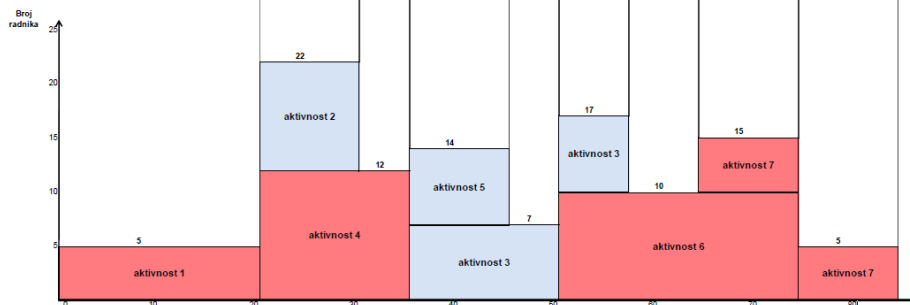 Broj
radnika
25
22
20
aktivnost 2
17
15
14
15
aktivnost 3
aktivnost 7
12
aktivnost 5
10
10
7
5
5
5
aktivnost 4
aktivnost 6
aktivnost 3
aktivnost 1
aktivnost 7
0 10 20 30 40 50 60 70 80